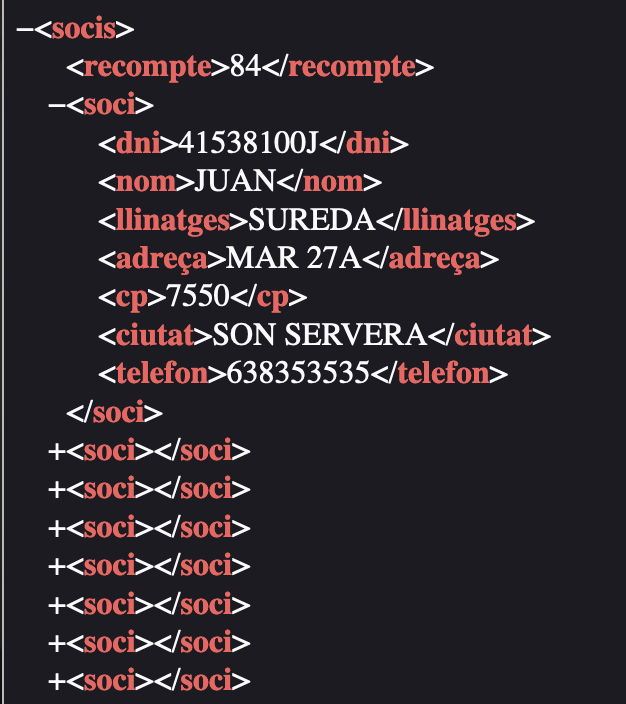 −<socis>
<recompte>84</recompte>
−<soci>
<dni>41538100J</dni>
<nom>JUAN</nom>
<llinatges>SUREDA</llinatges>
<adreça>MAR 27A</adreça>
<cp>7550</cp>
<ciutat>SON SERVERA</ciutat>
<telefon>638353535</telefon>
</soci>
+<soci></soci>
+<soci></soci>
+<soci></soci>
+<soci></soci>
+<soci></soci>
+<soci></soci>
+<soci></soci>